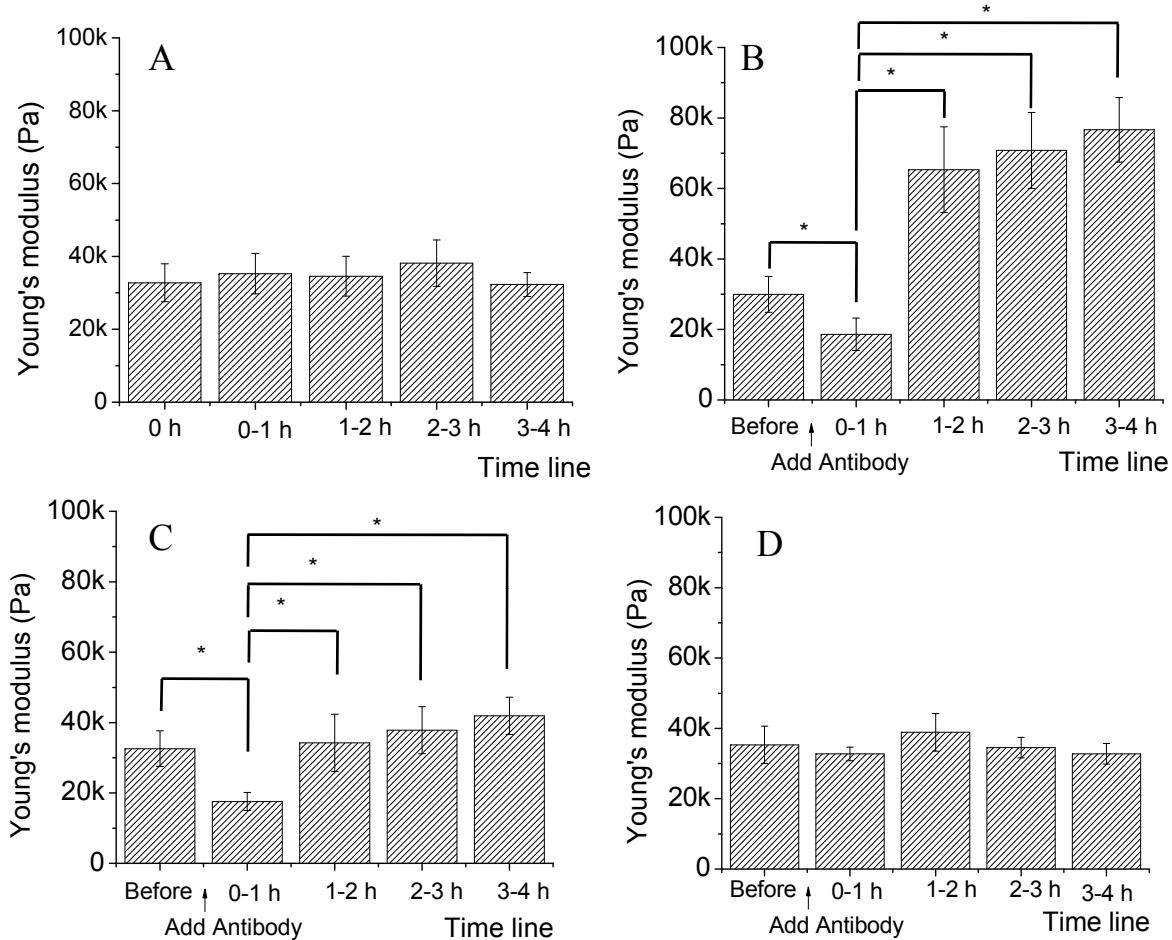 A
Young's modulus (Pa)
100k
80k
60k
40k
20k
0
0 h 0-1 h 1-2 h 2-3 h 3-4 h
Time line
B
Young's modulus (Pa)
100k
80k
60k
40k
20k
0
* * * *
Before 0-1 h 1-2 h 2-3 h 3-4 h
↑
Add Antibody Time line
C
Young's modulus (Pa)
100k
80k
60k
40k
20k
0
* * * *
Before 0-1 h 1-2 h 2-3 h 3-4 h
↑
Add Antibody Time line
D
Young's modulus (Pa)
100k
80k
60k
40k
20k
0
Before 0-1 h 1-2 h 2-3 h 3-4 h
↑
Add Antibody Time line